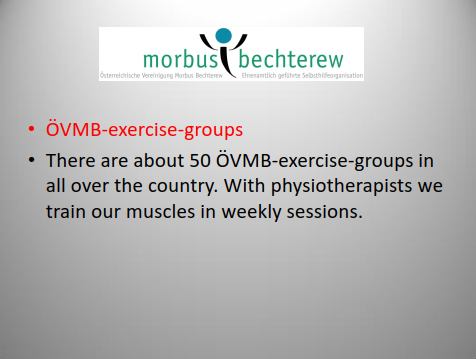 morbus bechterew
Österreichische Vereinigung Morbus Bechterew Ehrenamtlich geführte Selbsthilfeorganisation
• ÖVMB-exercise-groups
• There are about 50 ÖVMB-exercise-groups in
all over the country. With physiotherapists we
train our muscles in weekly sessions.